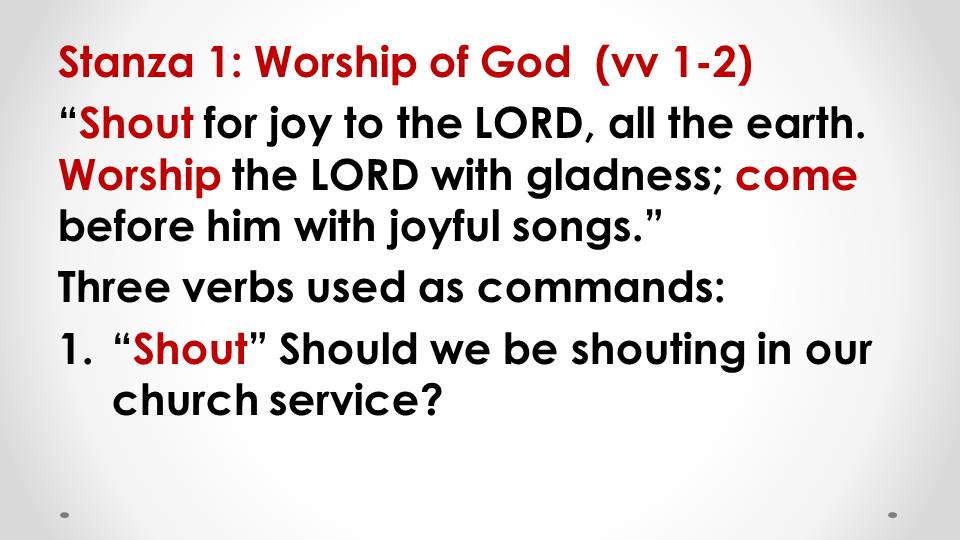 Stanza 1: Worship of God  (vv 1-2)
“Shout for joy to the LORD, all the earth.
Worship the LORD with gladness; come
before him with joyful songs.”
Three verbs used as commands:
1. “Shout” Should we be shouting in our
church service?